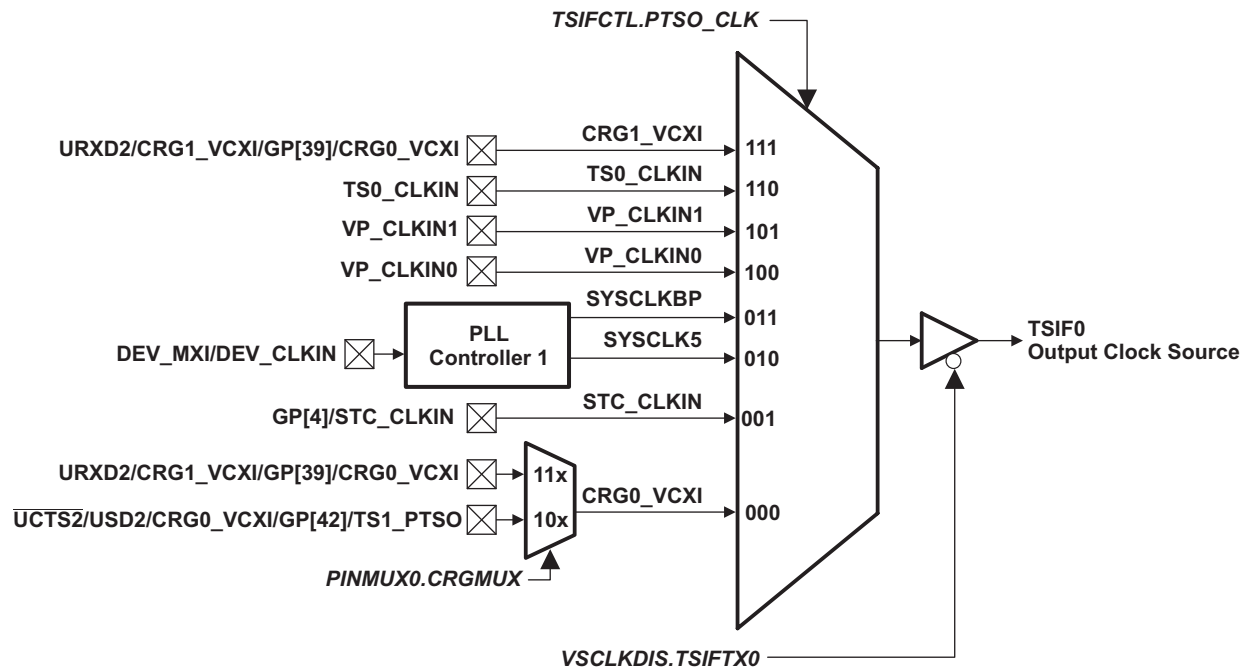 TSIFCTL.PTSO_CLK
URXD2/CRG1_VCXI/GP[39]/CRG0_VCXI
CRG1_VCXI
111
TS0_CLKIN
TS0_CLKIN
110
VP_CLKIN1
VP_CLKIN1
101
VP_CLKIN0
VP_CLKIN0
100
DEV_MXI/DEV_CLKIN
PLL
Controller 1
SYSCLKBP
011
SYSCLK5
010
TSIF0
Output Clock Source
GP[4]/STC_CLKIN
STC_CLKIN
001
URXD2/CRG1_VCXI/GP[39]/CRG0_VCXI
11x
UCTS2/USD2/CRG0_VCXI/GP[42]/TS1_PTSO
10x
CRG0_VCXI
000
PINMUX0.CRGMUX
VSCLKDIS.TSIFTX0